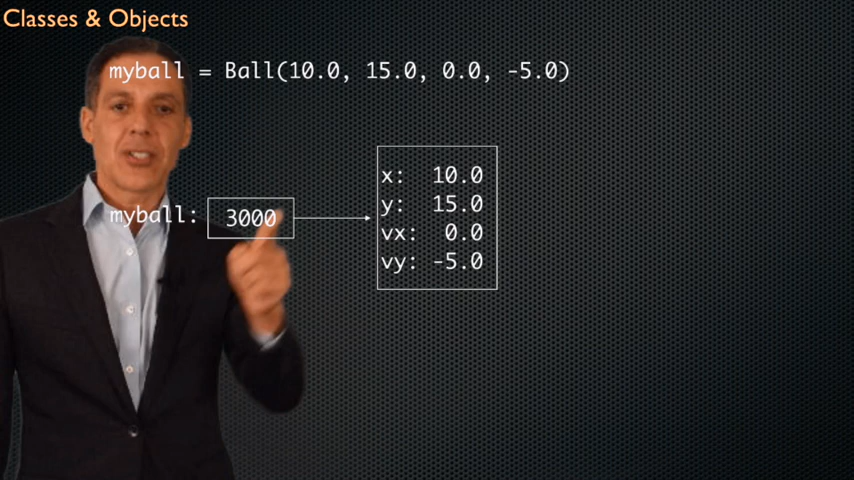 Classes & Objects
myball = Ball(10.0, 15.0, 0.0, -5.0)
myball: 3000
x: 10.0
y: 15.0
vx: 0.0
vy: -5.0